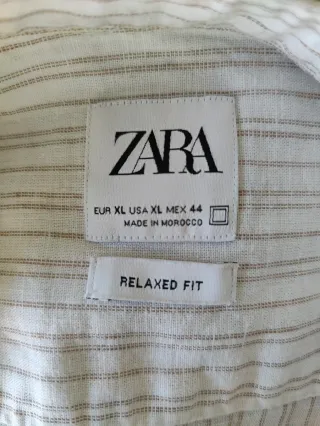 ZARA
EUR XL USA XL MEX 44
MADE IN MOROCCO
RELAXED FIT